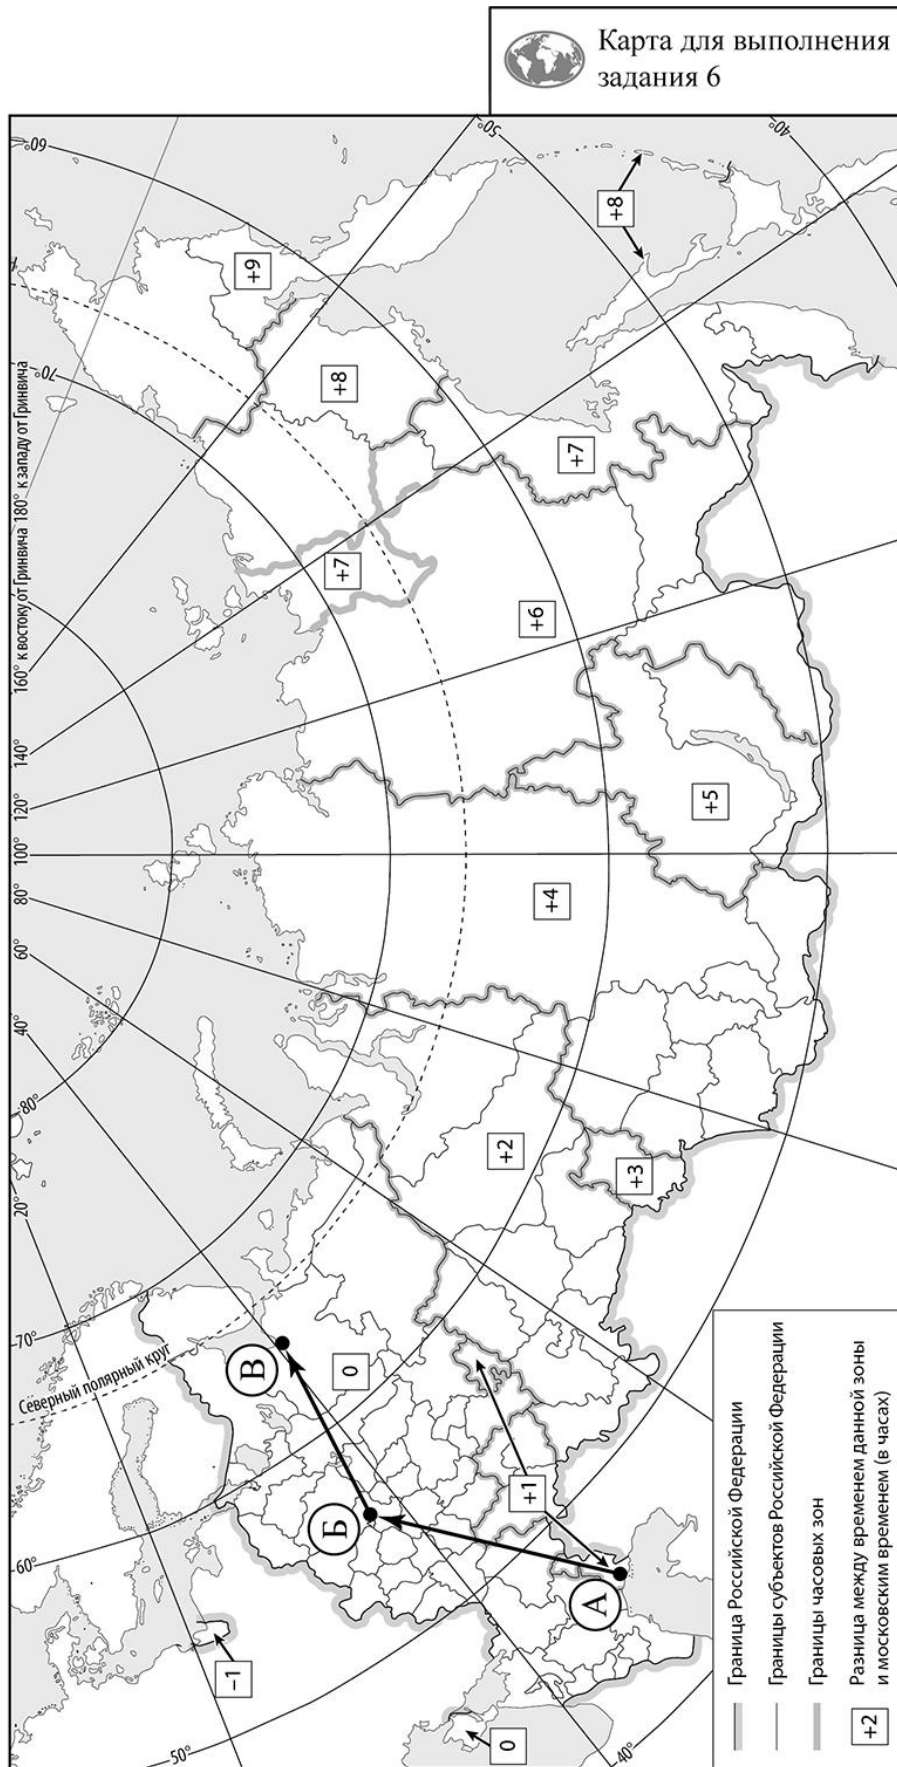 Карта для выполнения
задания 6
60°
50°
40°
70°
к востоку от Гринвича 180° к западу от Гринвича
160°
140°
120°
100°
80°
60°
40°
20°
80°
70°
60°
50°
40°
Северный полярный круг
+9
+8
+8
+7
+7
+6
+5
+4
+3
+2
+1
0
0
−1
А
Б
В
Граница Российской Федерации
Границы субъектов Российской Федерации
Границы часовых зон
+2
Разница между временем данной зоны
и московским временем (в часах)